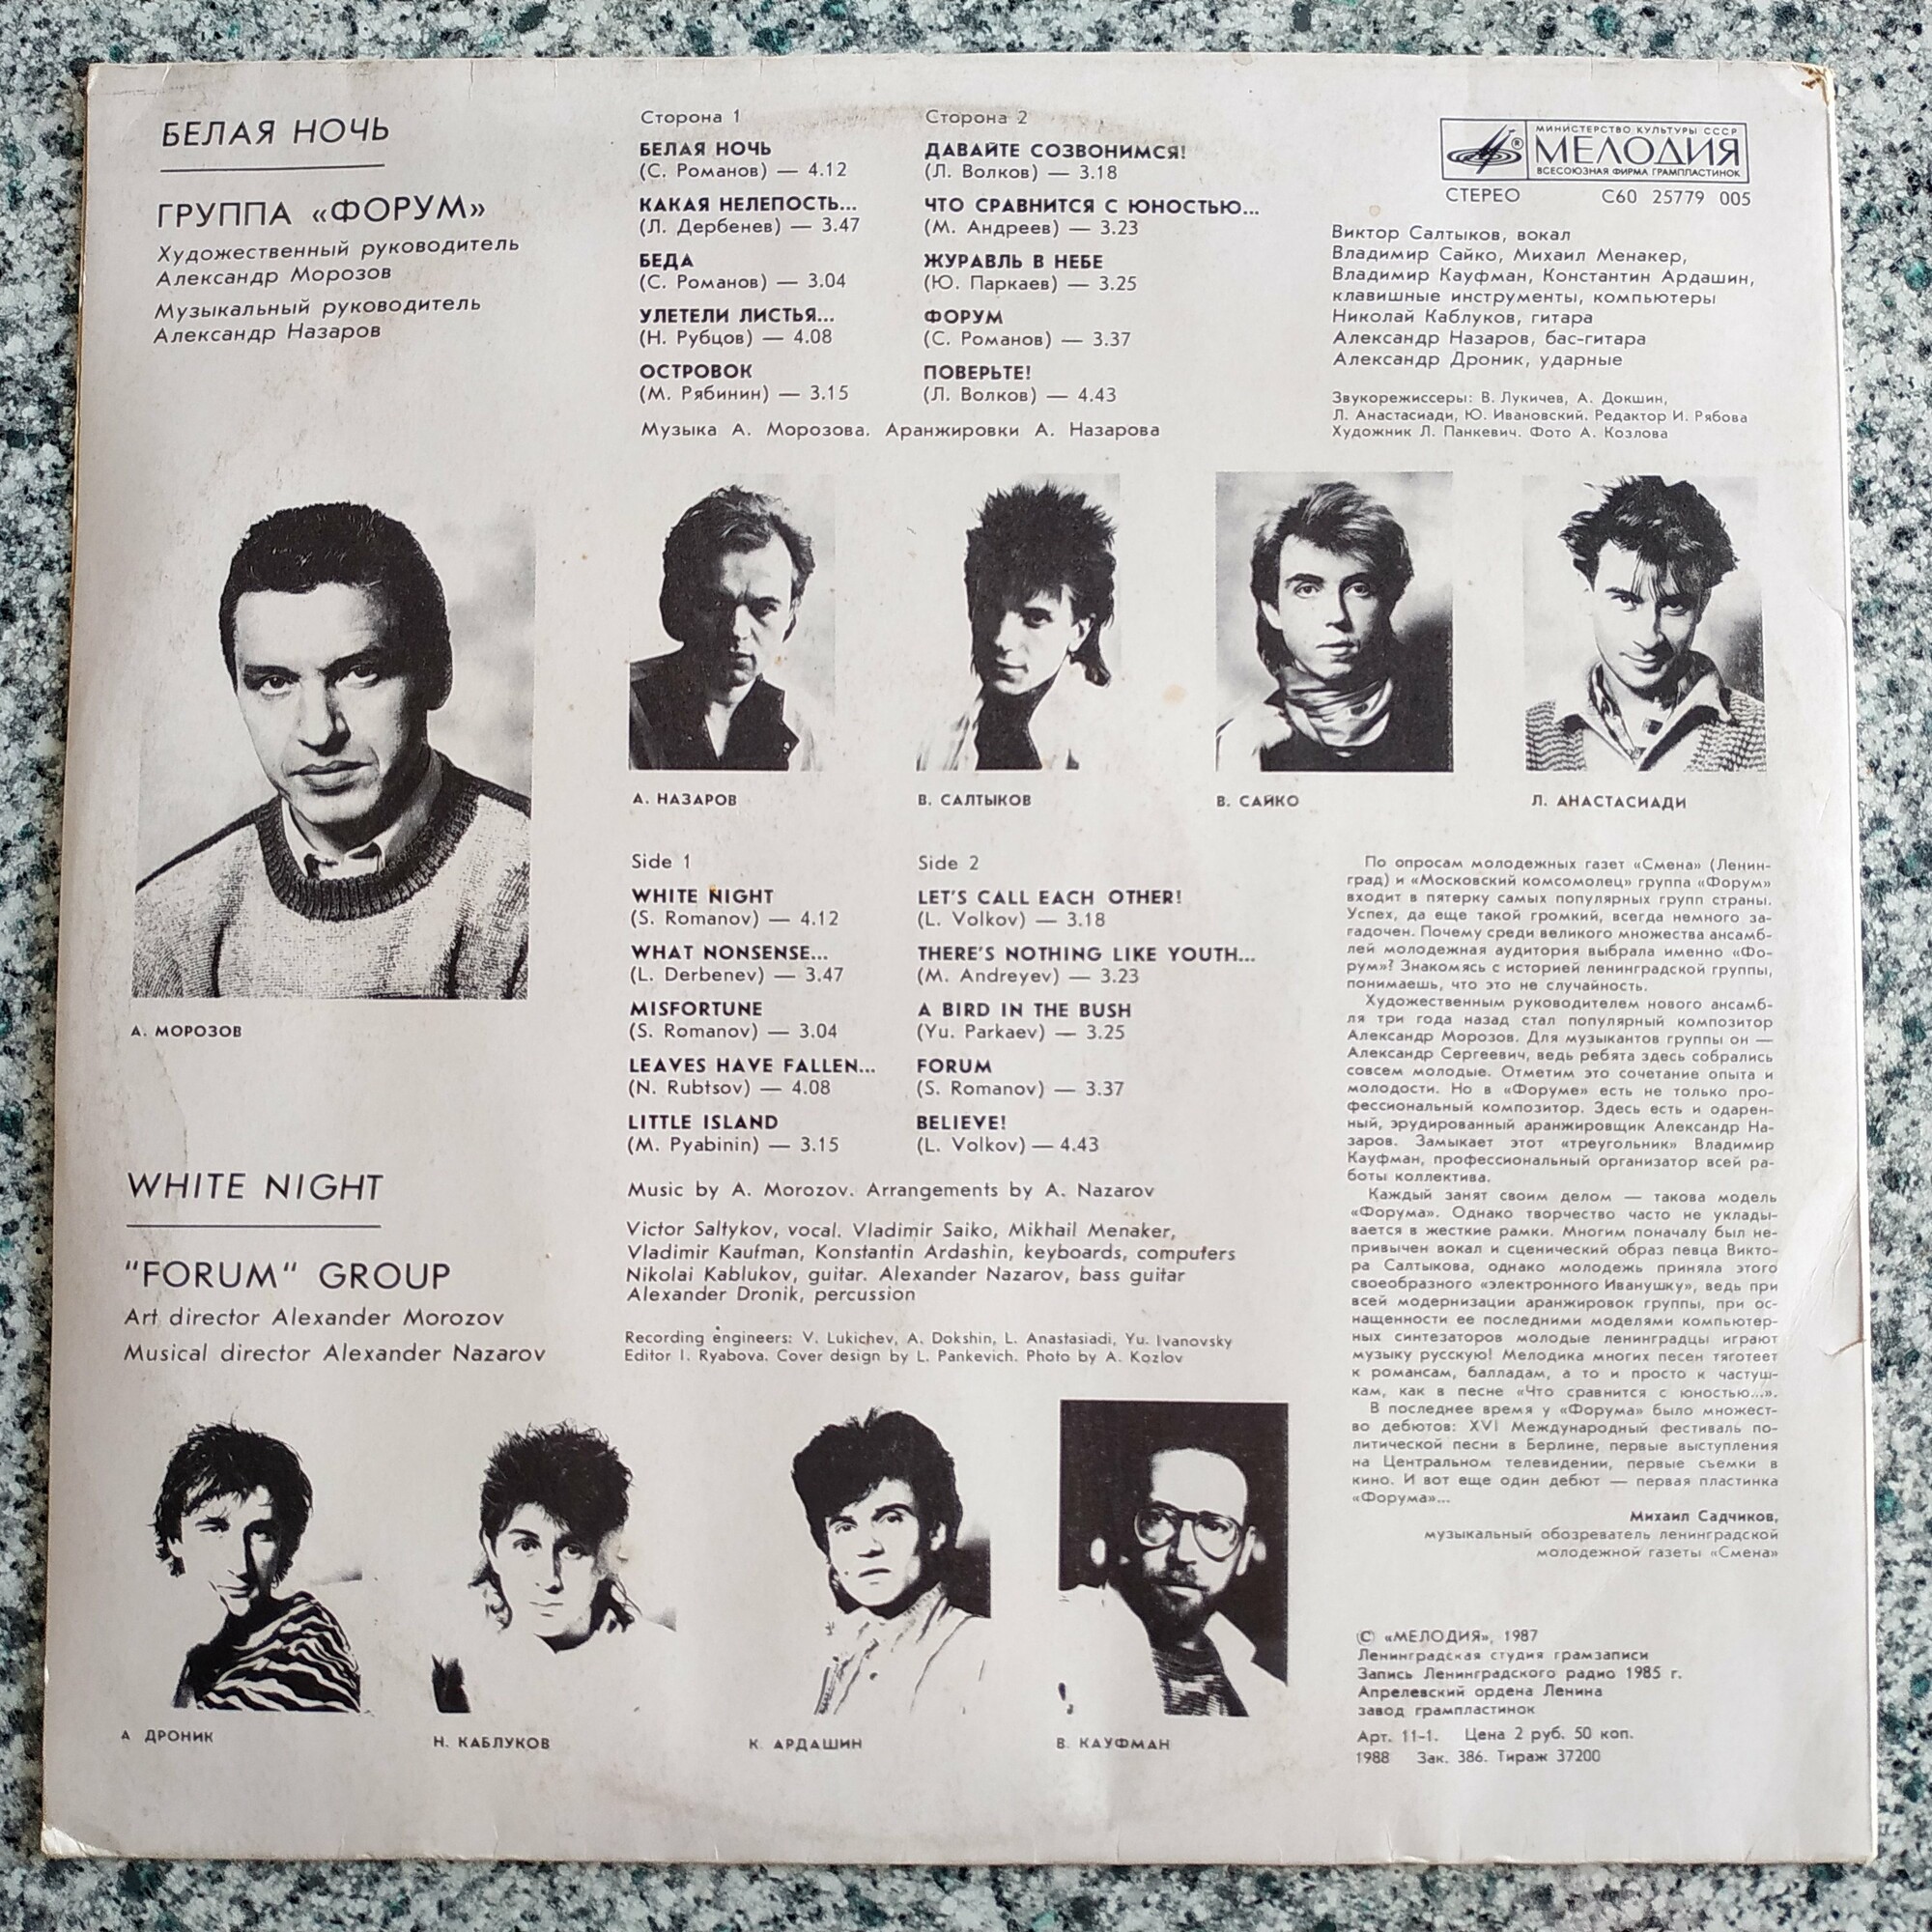 БЕЛАЯ НОЧЬ
ГРУППА «ФОРУМ»
Художественный руководитель
Александр Морозов
Музыкальный руководитель
Александр Назаров
Сторона 1
БЕЛАЯ НОЧЬ
(С. Романов) — 4.12
КАКАЯ НЕЛЕПОСТЬ...
(Л. Дербенев) — 3.47
БЕДА
(С. Романов) — 3.04
УЛЕТЕЛИ ЛИСТЬЯ...
(Н. Рубцов) — 4.08
ОСТРОВОК
(М. Рябинин) — 3.15
Сторона 2
ДАВАЙТЕ СОЗВОНИМСЯ!
(Л. Волков) — 3.18
ЧТО СРАВНИТСЯ С ЮНОСТЬЮ...
(М. Андреев) — 3.23
ЖУРАВЛЬ В НЕБЕ
(Ю. Паркаев) — 3.25
ФОРУМ
(С. Романов) — 3.37
ПОВЕРЬТЕ!
(Л. Волков) — 4.43
Музыка А. Морозова. Аранжировки А. Назарова
МИНИСТЕРСТВО КУЛЬТУРЫ СССР
® МЕЛОДИЯ
ВСЕСОЮЗНАЯ ФИРМА ГРАМПЛАСТИНОК
СТЕРЕО С60 25779 005
Виктор Салтыков, вокал
Владимир Сайко, Михаил Менакер,
Владимир Кауфман, Константин Ардашин,
клавишные инструменты, компьютеры
Николай Каблуков, гитара
Александр Назаров, бас-гитара
Александр Дроник, ударные
Звукорежиссеры: В. Лукичев, А. Докшин,
Л. Анастасиади, Ю. Ивановский. Редактор И. Рябова
Художник Л. Панкевич. Фото А. Козлова
А. МОРОЗОВ
А. НАЗАРОВ
В. САЛТЫКОВ
В. САЙКО
Л. АНАСТАСИАДИ
WHITE NIGHT
"FORUM" GROUP
Art director Alexander Morozov
Musical director Alexander Nazarov
Side 1
WHITE NIGHT
(S. Romanov) — 4.12
WHAT NONSENSE...
(L. Derbenev) — 3.47
MISFORTUNE
(S. Romanov) — 3.04
LEAVES HAVE FALLEN...
(N. Rubtsov) — 4.08
LITTLE ISLAND
(M. Pyabinin) — 3.15
Side 2
LET'S CALL EACH OTHER!
(L. Volkov) — 3.18
THERE'S NOTHING LIKE YOUTH...
(M. Andreyev) — 3.23
A BIRD IN THE BUSH
(Yu. Parkaev) — 3.25
FORUM
(S. Romanov) — 3.37
BELIEVE!
(L. Volkov) — 4.43
Music by A. Morozov. Arrangements by A. Nazarov
Victor Saltykov, vocal. Vladimir Saiko, Mikhail Menaker,
Vladimir Kaufman, Konstantin Ardashin, keyboards, computers
Nikolai Kablukov, guitar. Alexander Nazarov, bass guitar
Alexander Dronik, percussion
Recording engineers: V. Lukichev, A. Dokshin, L. Anastasiadi, Yu. Ivanovsky
Editor I. Ryabova. Cover design by L. Pankevich. Photo by A. Kozlov
По опросам молодежных газет «Смена» (Ленин-
град) и «Московский комсомолец» группа «Форум»
входит в пятерку самых популярных групп страны.
Успех, да еще такой громкий, всегда немного за-
гадочен. Почему среди великого множества ансамб-
лей молодежная аудитория выбрала именно «Фо-
рум»? Знакомясь с историей ленинградской группы,
понимаешь, что это не случайность.
Художественным руководителем нового ансамб-
ля три года назад стал популярный композитор
Александр Морозов. Для музыкантов группы он —
Александр Сергеевич, ведь ребята здесь собрались
совсем молодые. Отметим это сочетание опыта и
молодости. Но в «Форуме» есть не только про-
фессиональный композитор. Здесь есть и одарен-
ный, эрудированный аранжировщик Александр На-
заров. Замыкает этот «треугольник» Владимир
Кауфман, профессиональный организатор всей ра-
боты коллектива.
Каждый занят своим делом — такова модель
«Форума». Однако творчество часто не уклады-
вается в жесткие рамки. Многим поначалу был не-
привычен вокал и сценический образ певца Викто-
ра Салтыкова, однако молодежь приняла этого
своеобразного «электронного Иванушку», ведь при
всей модернизации аранжировок группы, при ос-
нащенности ее последними моделями компьютер-
ных синтезаторов молодые ленинградцы играют
музыку русскую! Мелодика многих песен тяготеет
к романсам, балладам, а то и просто к частуш-
кам, как в песне «Что сравнится с юностью...».
В последнее время у «Форума» было множест-
во дебютов: XVI Международный фестиваль по-
литической песни в Берлине, первые выступления
на Центральном телевидении, первые съемки в
кино. И вот еще один дебют — первая пластинка
«Форума»...
Михаил Садчиков,
музыкальный обозреватель ленинградской
молодежной газеты «Смена»
А ДРОНИК
Н. КАБЛУКОВ
К. АРДАШИН
В. КАУФМАН
© «МЕЛОДИЯ», 1987
Ленинградская студия грамзаписи
Запись Ленинградского радио 1985 г.
Апрелевский ордена Ленина
завод грампластинок
Арт. 11-1. Цена 2 руб. 50 коп.
1988 Зак. 386. Тираж 37200